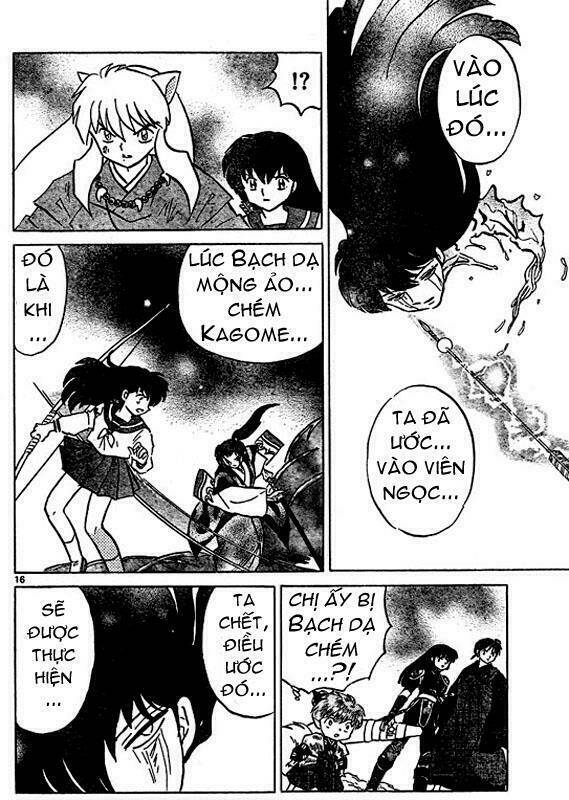 VÀO
LÚC
ĐÓ...
TA ĐÃ
ƯỚC...
VÀO VIÊN
NGỌC...
!?
LÚC BẠCH DẠ
MỘNG ẢO...
CHÉM
KAGOME...
ĐÓ
LÀ
KHI
...
16
CHỊ ẤY BỊ
BẠCH DẠ
CHÉM
...?!
TA
CHẾT,
ĐIỀU
ƯỚC
ĐÓ...
SẼ
ĐƯỢC
THỰC
HIỆN
...